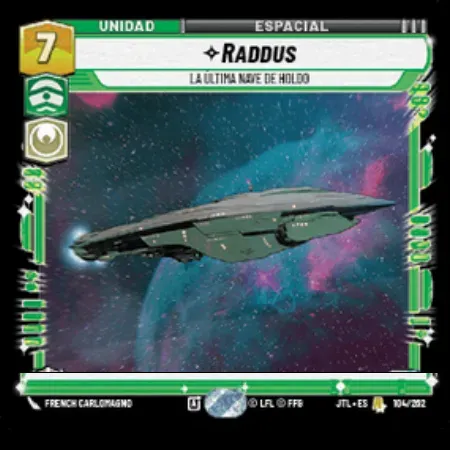 UNIDAD ESPACIAL
7
RADDUS
LA ÚLTIMA NAVE DE HOLDO
FRENCH CARLOMAGNO A © LFL © FFG JTL • ES 104/262